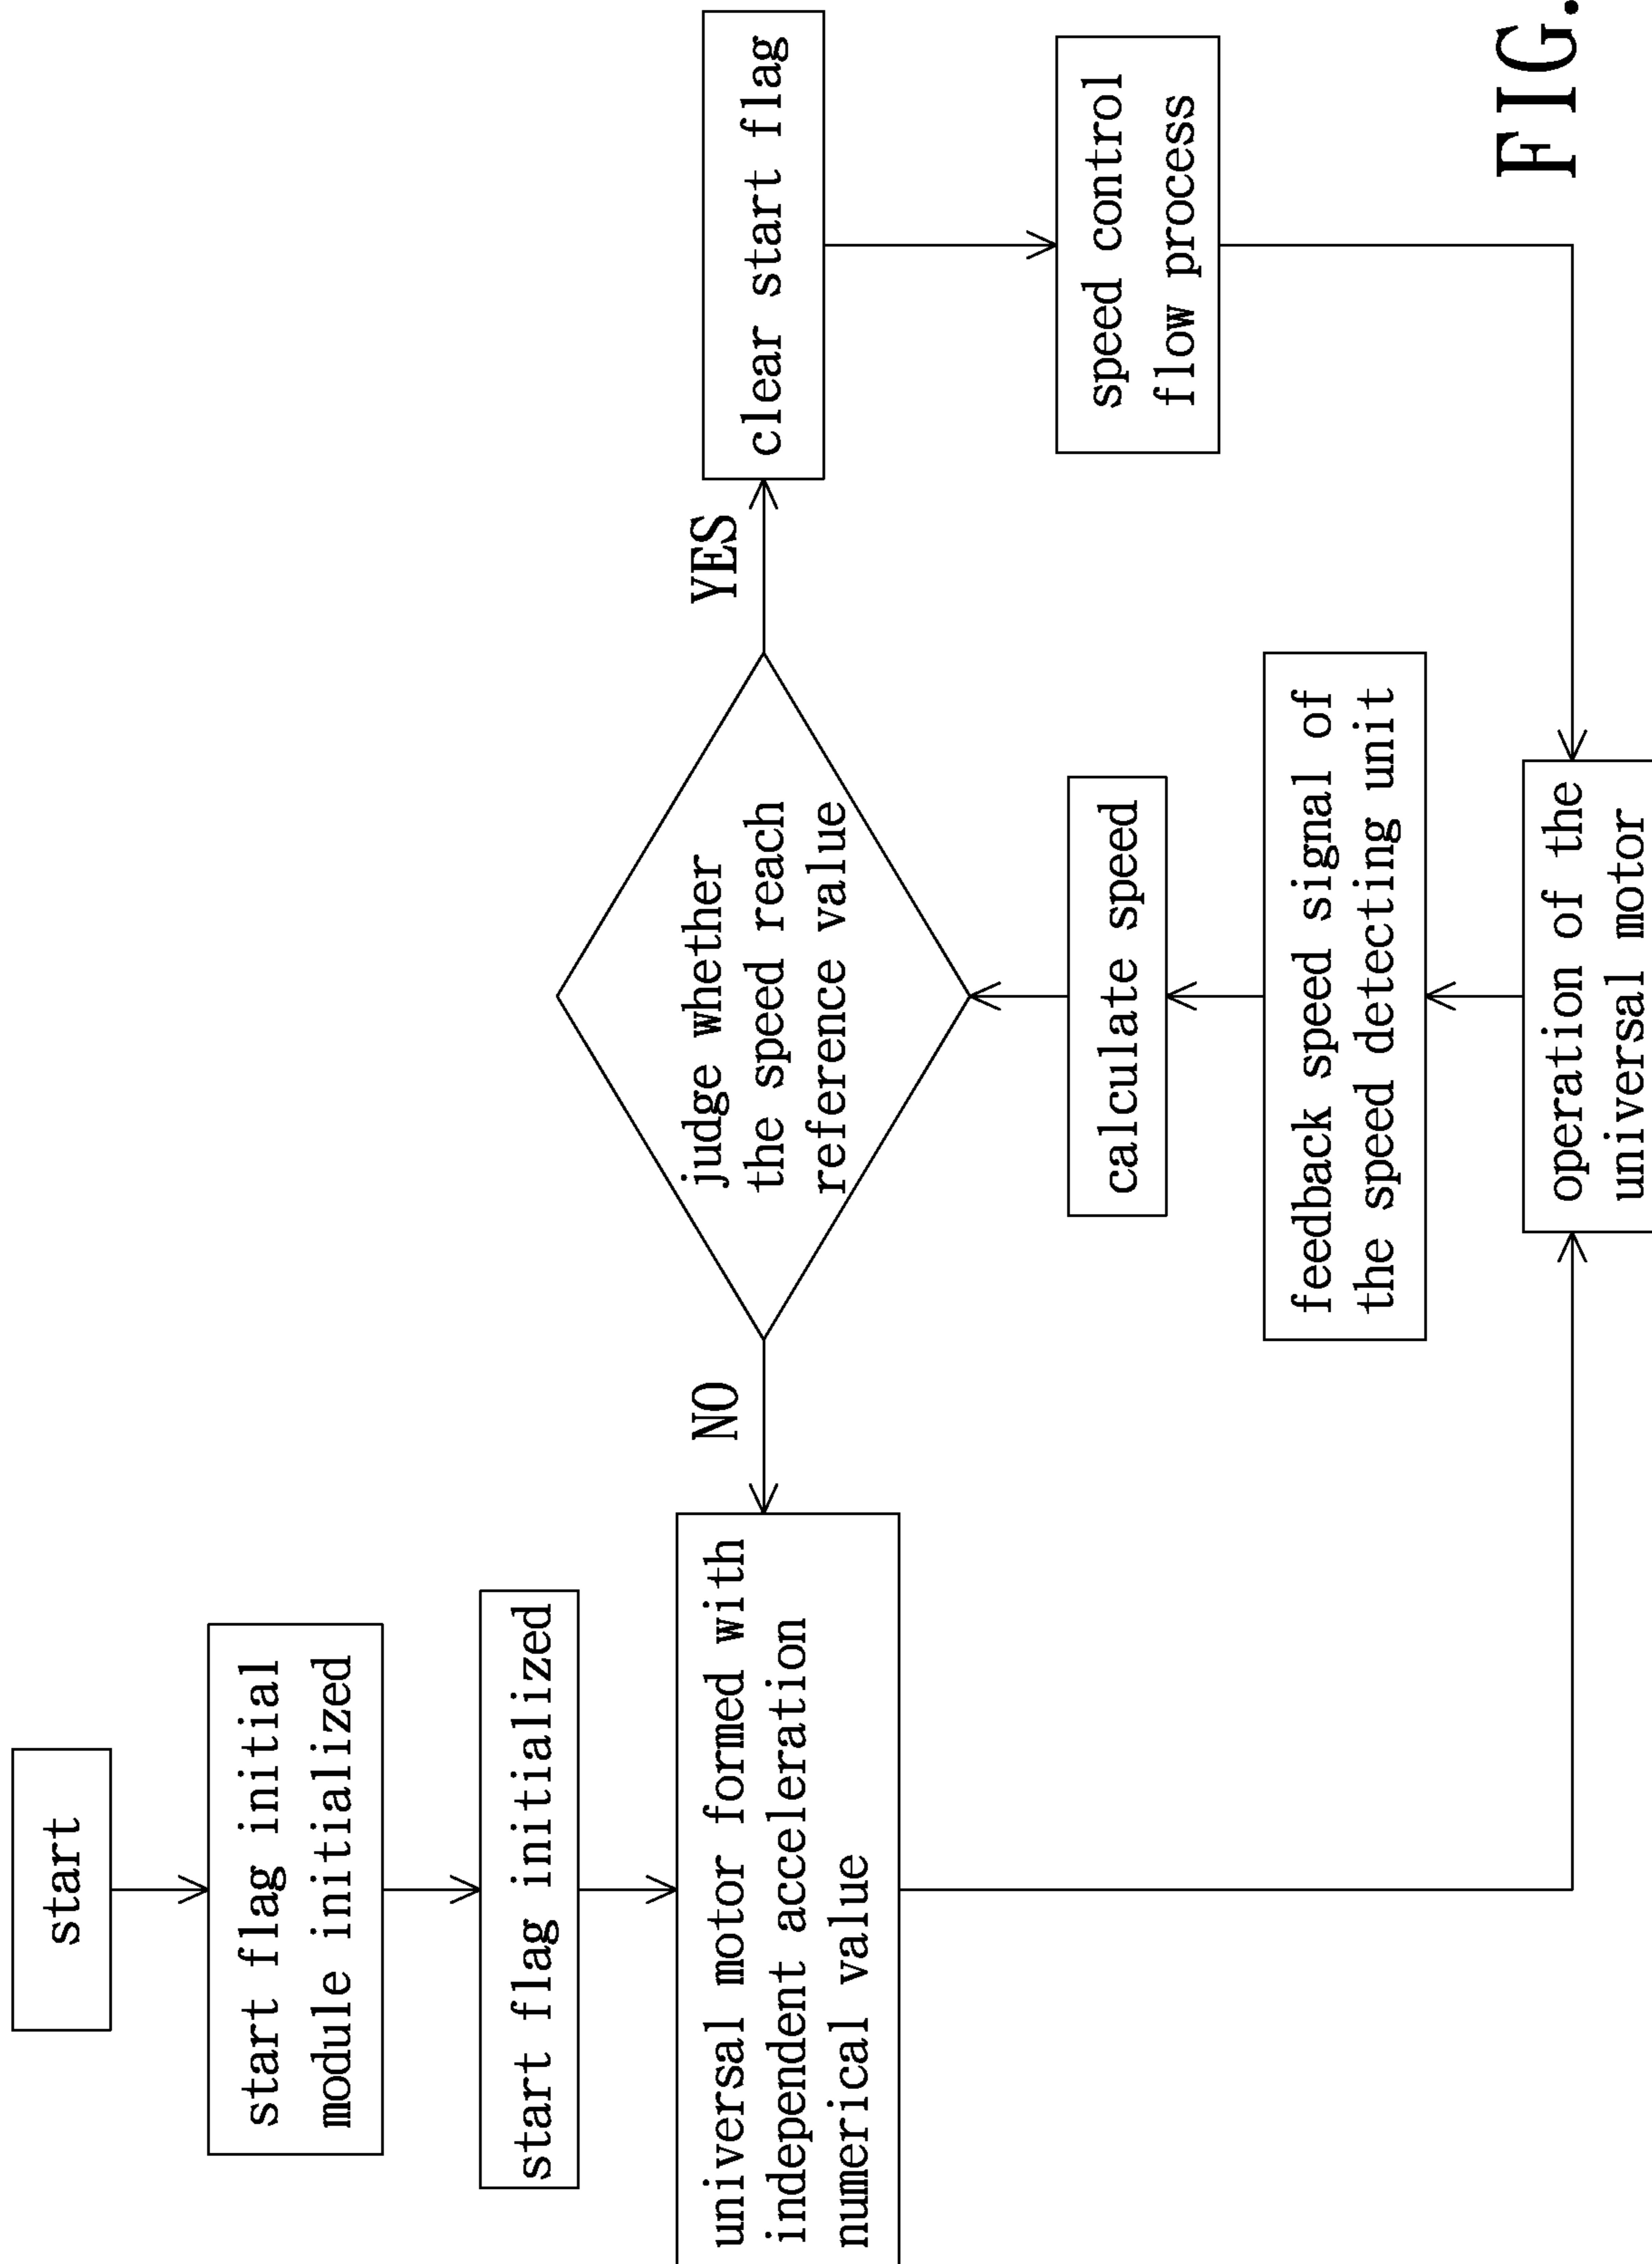 start
start flag initial
module initialized
start flag initialized
universal motor formed with
independent acceleration
numerical value
NO
judge whether
the speed reach
reference value
YES
clear start flag
speed control
flow process
calculate speed
feedback speed signal of
the speed detecting unit
operation of the
universal motor
FIG.